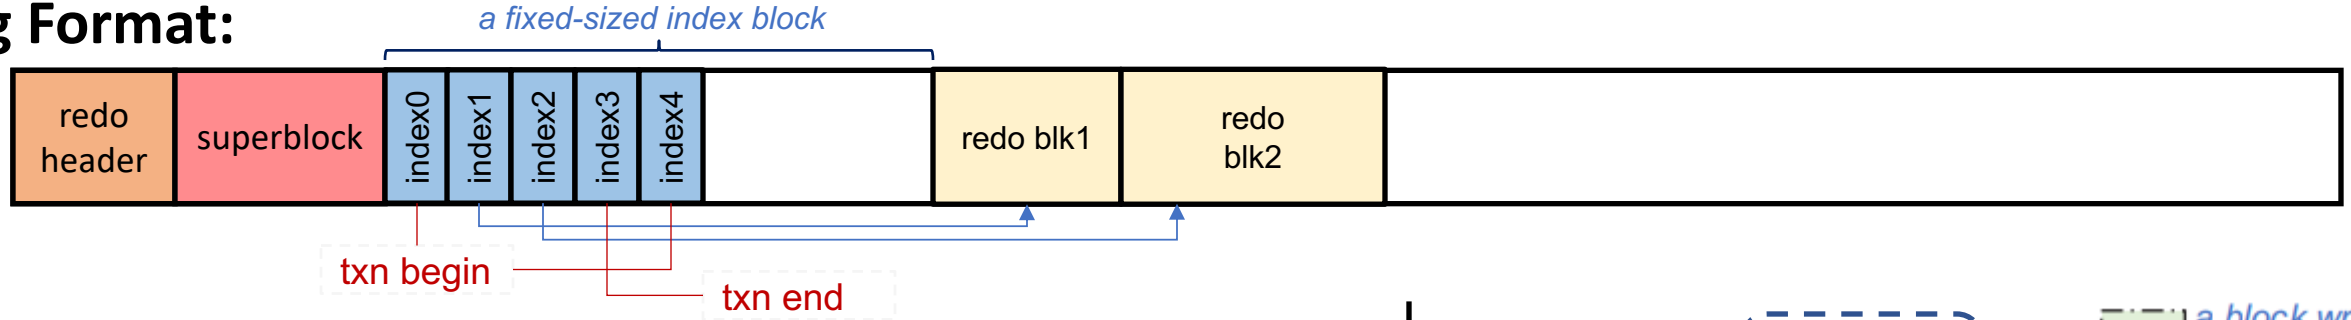 g Format:
a fixed-sized index block
redo
header
superblock
index0
index1
index2
index3
index4
redo blk1
redo
blk2
txn begin
txn end
a block